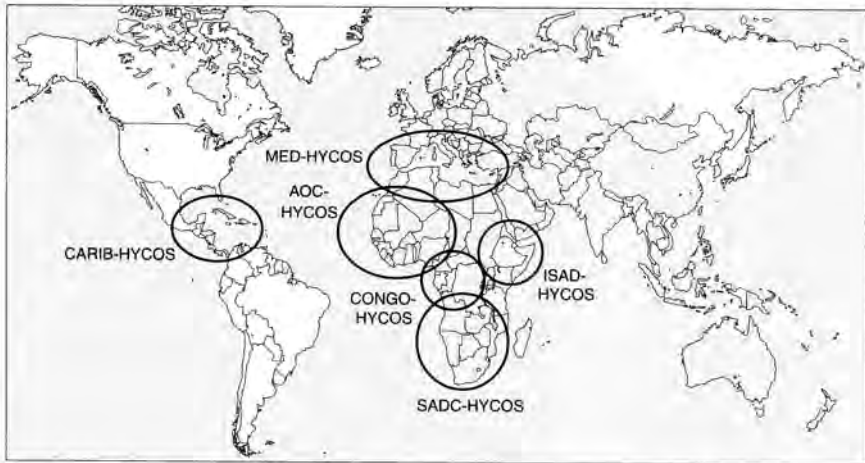 MED-HYCOS
AOC-
HYCOS
CARIB-HYCOS
ISAD-
HYCOS
CONGO-
HYCOS
SADC-HYCOS